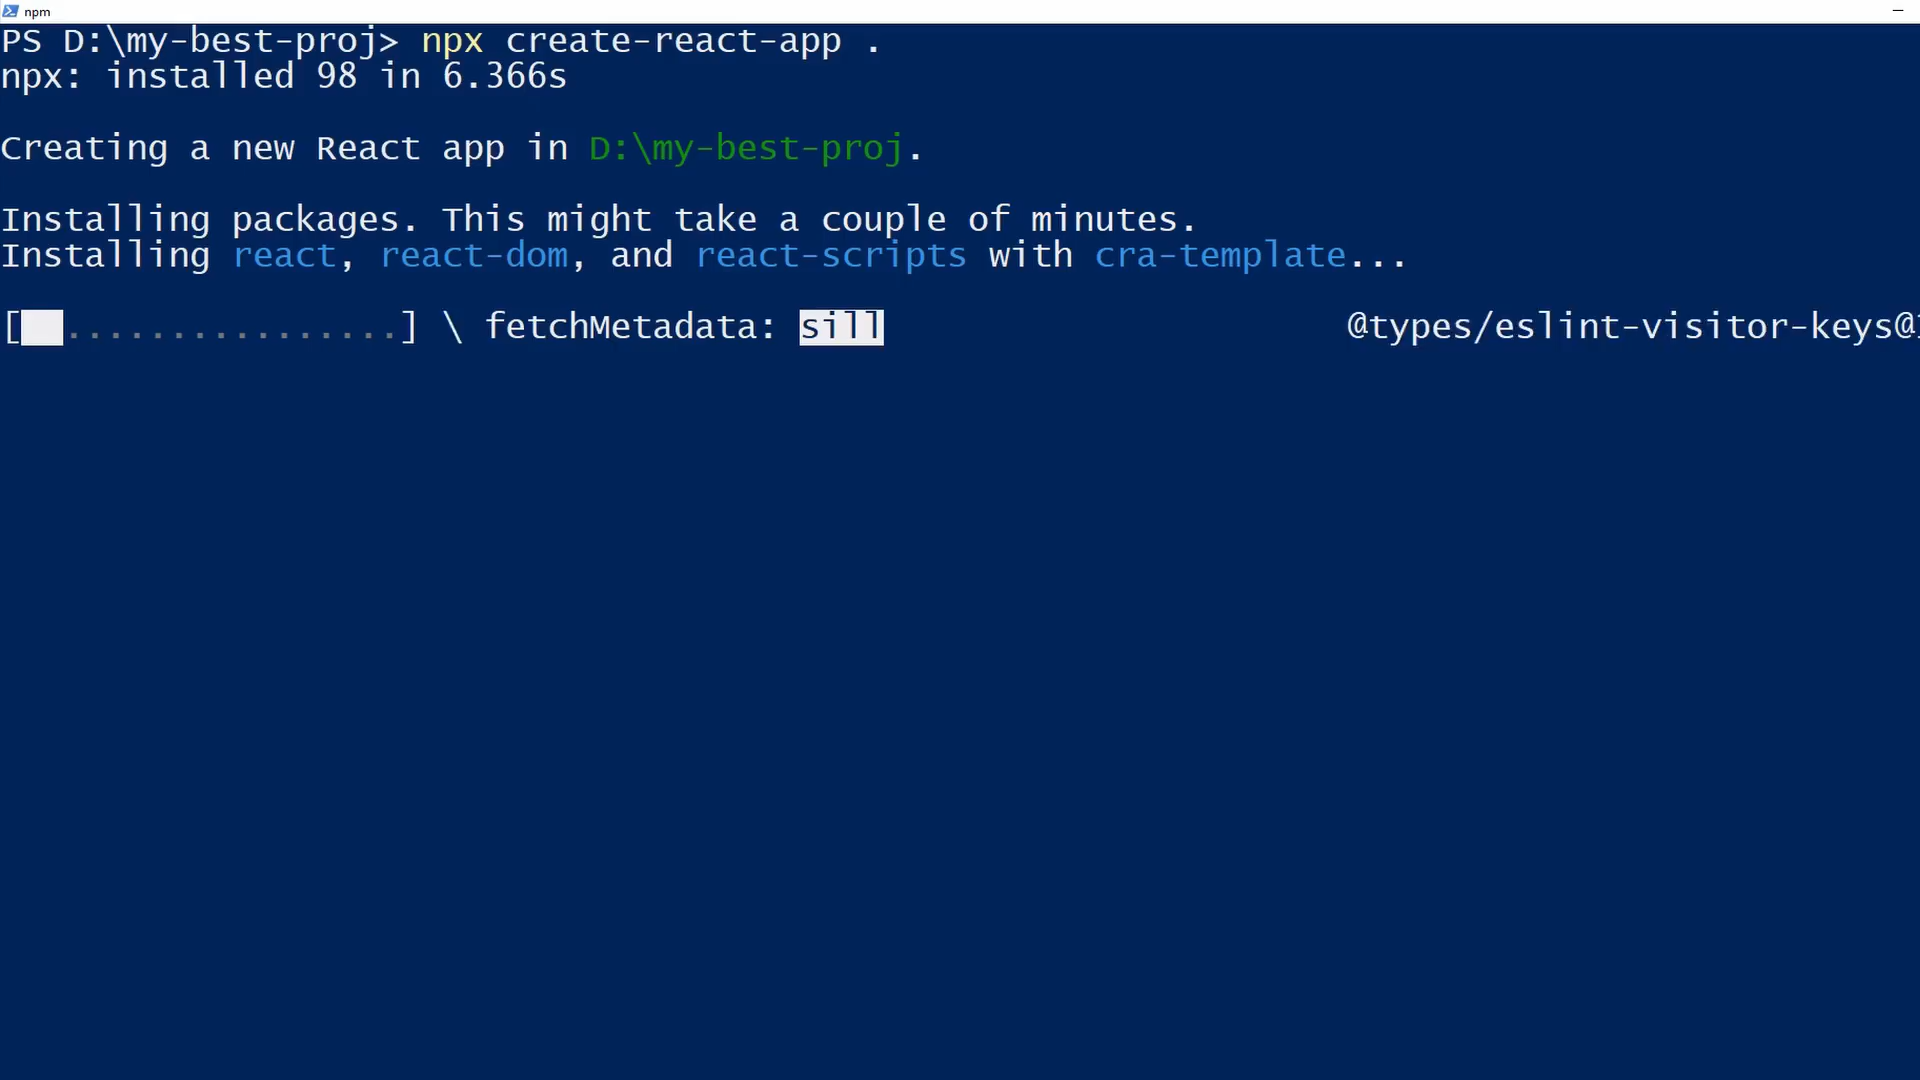 npm
PS D:\my-best-proj> npx create-react-app .
npx: installed 98 in 6.366s
Creating a new React app in D:\my-best-proj.
Installing packages. This might take a couple of minutes.
Installing react, react-dom, and react-scripts with cra-template...
[  ................] \ fetchMetadata: sill @types/eslint-visitor-keys@